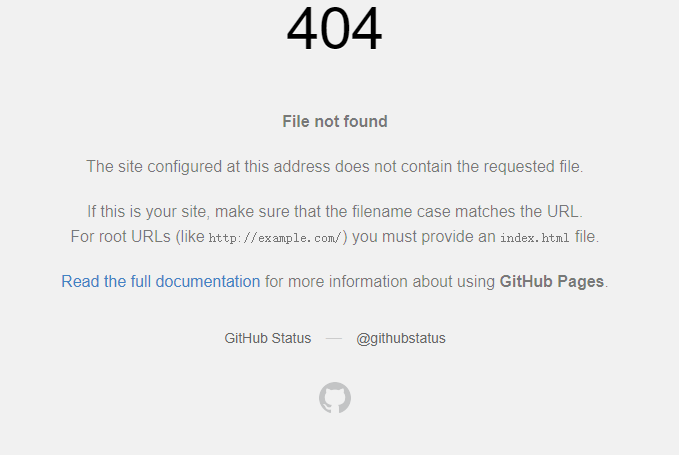 404
File not found
The site configured at this address does not contain the requested file.
If this is your site, make sure that the filename case matches the URL.
For root URLs (like http://example.com/) you must provide an index.html file.
Read the full documentation for more information about using GitHub Pages.
GitHub Status — @githubstatus